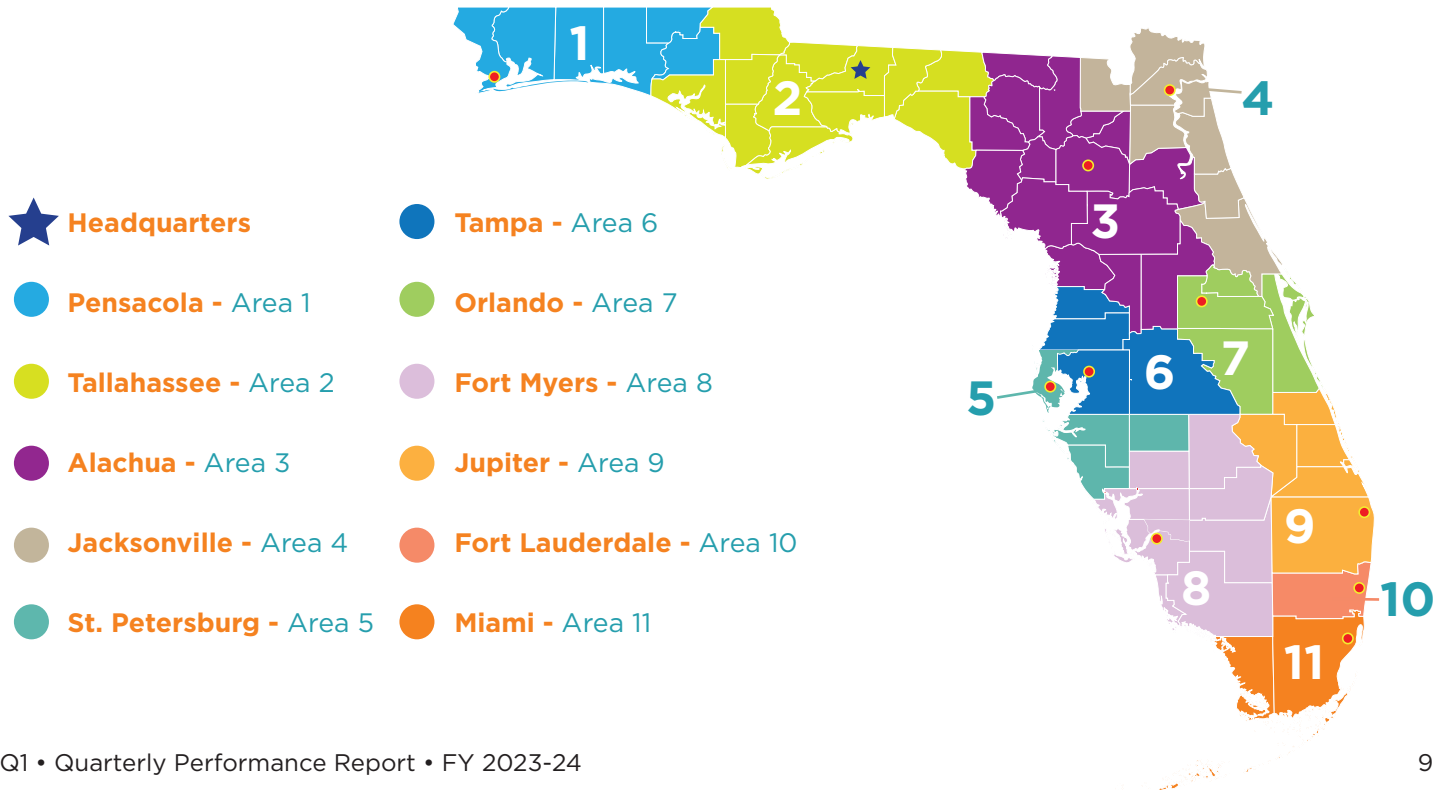 Headquarters
Pensacola - Area 1
Tallahassee - Area 2
Alachua - Area 3
Jacksonville - Area 4
St. Petersburg - Area 5
Tampa - Area 6
Orlando - Area 7
Fort Myers - Area 8
Jupiter - Area 9
Fort Lauderdale - Area 10
Miami - Area 11
1
2
3
4
5
6
7
8
9
10
11
Q1 • Quarterly Performance Report • FY 2023-24
9